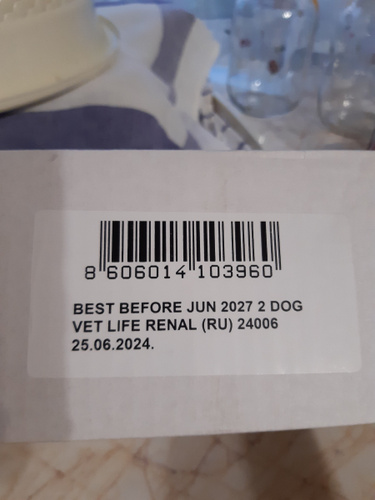 8 606014 103960
BEST BEFORE JUN 2027 2 DOG
VET LIFE RENAL (RU) 24006
25.06.2024.